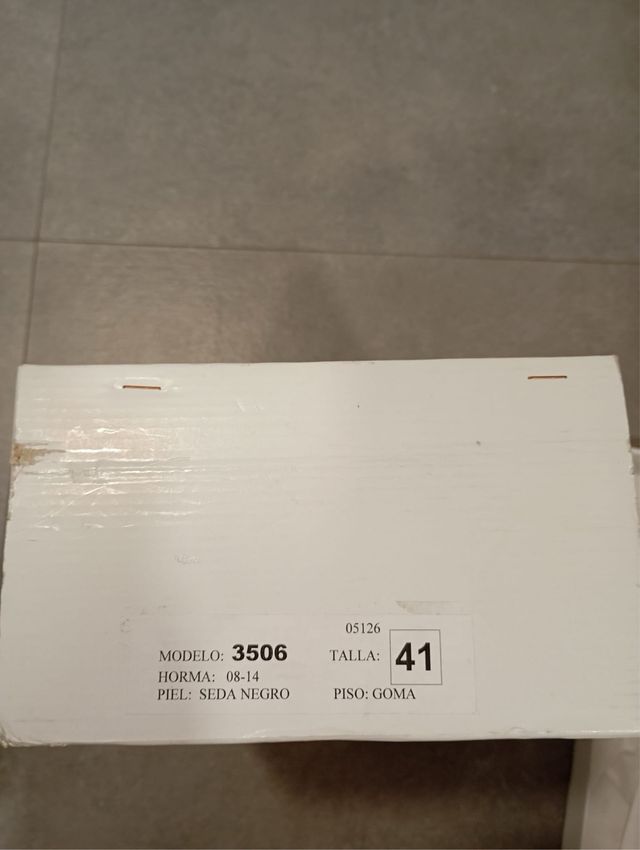 05126
MODELO: 3506 TALLA: 41
HORMA: 08-14
PIEL: SEDA NEGRO PISO: GOMA